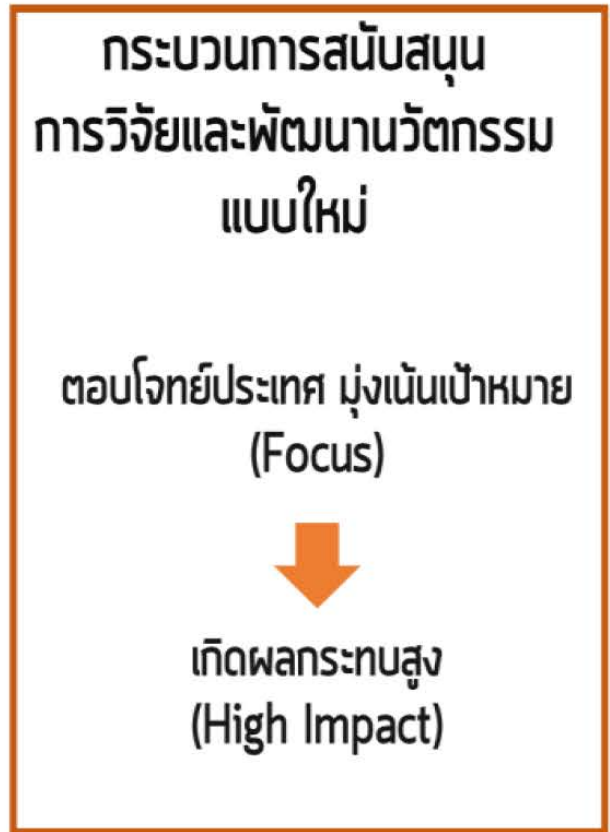 กระบวนการสนับสนุน
การวิจัยและพัฒนานวัตกรรม
แบบใหม่
ตอบโจทย์ประเทศ มุ่งเน้นเป้าหมาย
(Focus)
เกิดผลกระทบสูง
(High Impact)